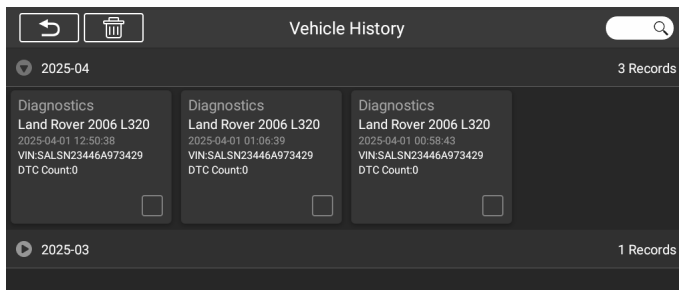 Vehicle History
2025-04
3 Records
Diagnostics
Land Rover 2006 L320
2025-04-01 12:50:38
VIN:SALSN23446A973429
DTC Count:0
Diagnostics
Land Rover 2006 L320
2025-04-01 01:06:39
VIN:SALSN23446A973429
DTC Count:0
Diagnostics
Land Rover 2006 L320
2025-04-01 00:58:43
VIN:SALSN23446A973429
DTC Count:0
2025-03
1 Records